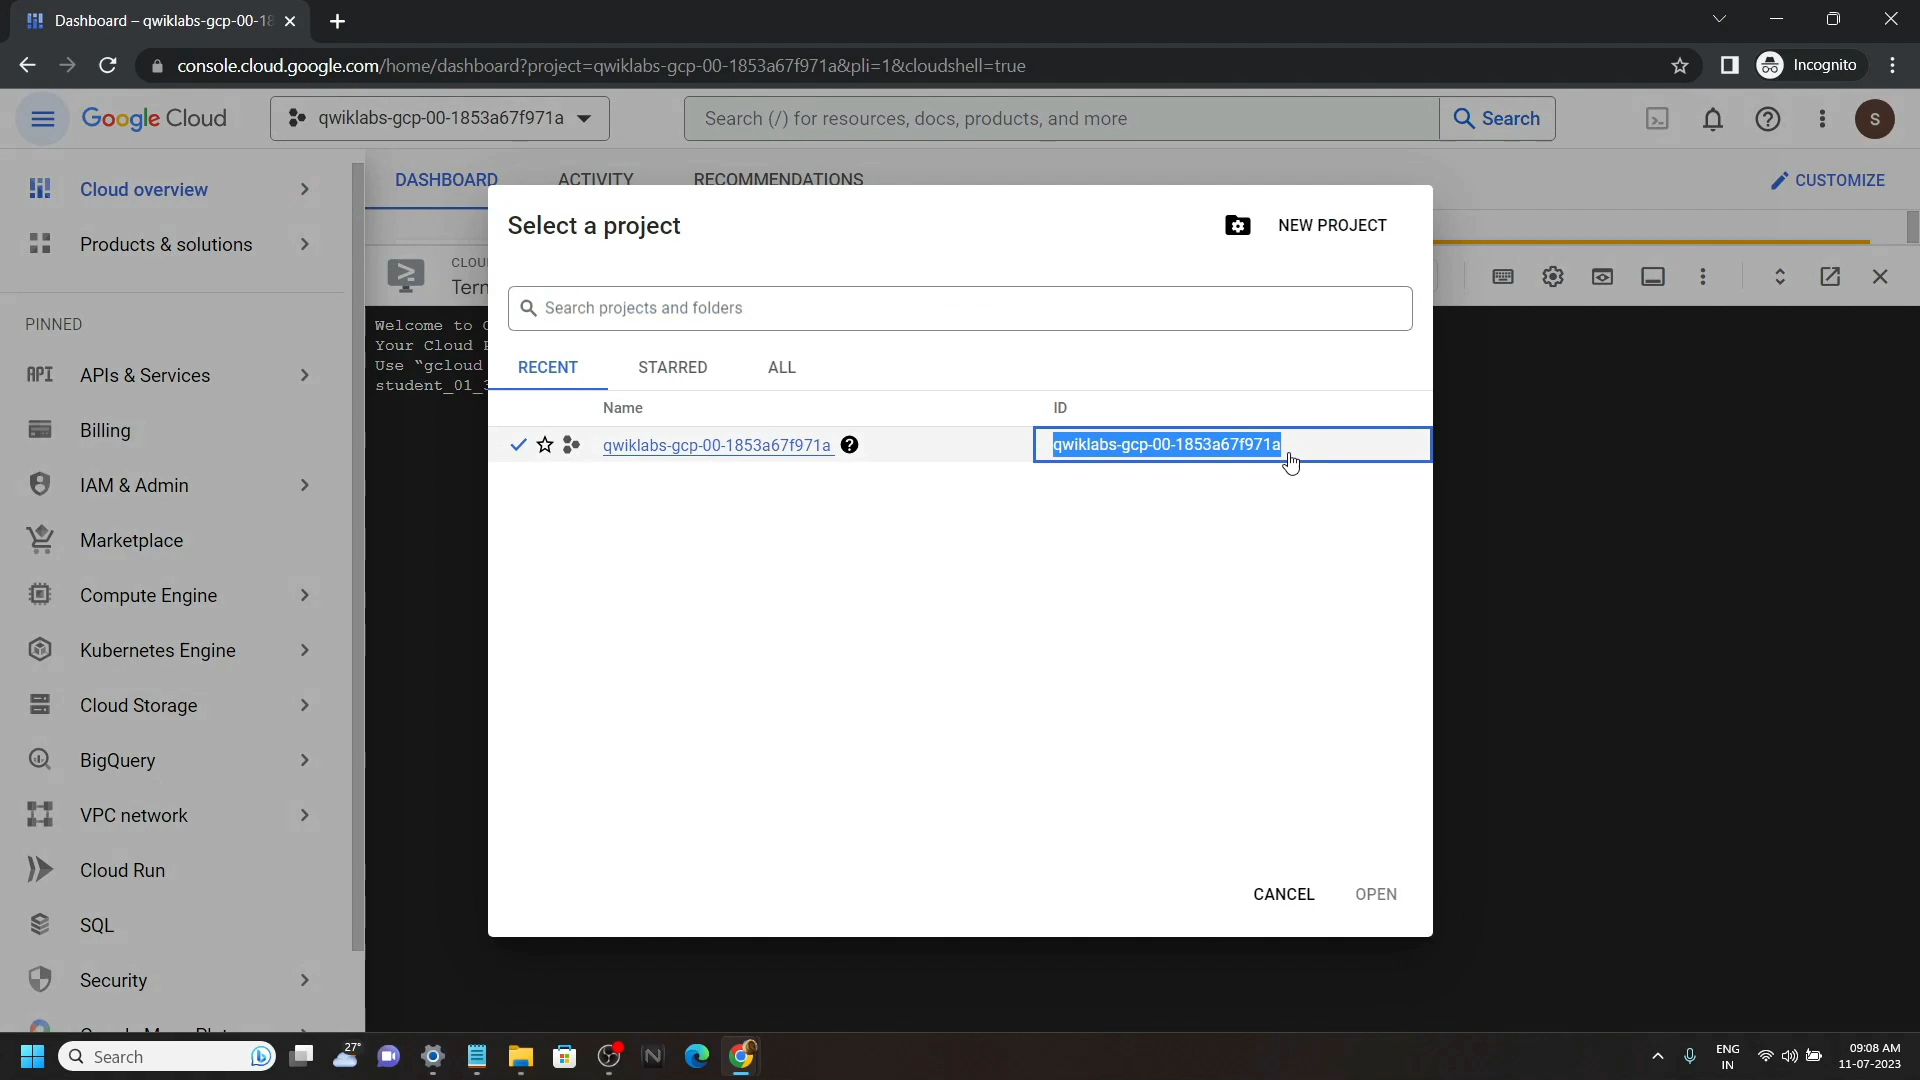 Dashboard – qwiklabs-gcp-00-18
console.cloud.google.com/home/dashboard?project=qwiklabs-gcp-00-1853a67f971a&pli=1&cloudshell=true
Incognito
Google Cloud
qwiklabs-gcp-00-1853a67f971a
Search (/) for resources, docs, products, and more
Search
S
Cloud overview
Products & solutions
PINNED
API APIs & Services
Billing
IAM & Admin
Marketplace
Compute Engine
Kubernetes Engine
Cloud Storage
BigQuery
VPC network
Cloud Run
SQL
Security
DASHBOARD
ACTIVITY
RECOMMENDATIONS
CUSTOMIZE
CLOU
Tern
Welcome to C
Your Cloud P
Use “gcloud
student_01_3
Select a project
NEW PROJECT
Search projects and folders
RECENT
STARRED
ALL
Name
ID
qwiklabs-gcp-00-1853a67f971a
qwiklabs-gcp-00-1853a67f971a
CANCEL
OPEN
Search
27°
ENG
IN
09:08 AM
11-07-2023